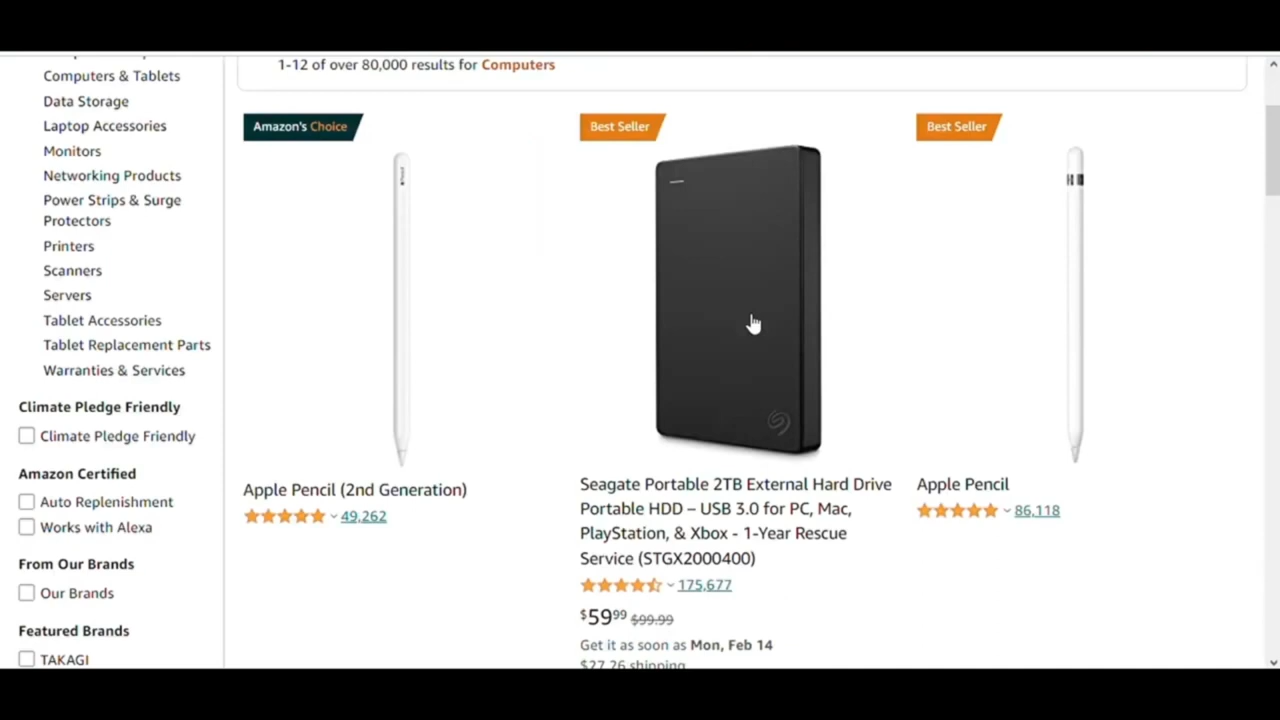 1-12 of over 80,000 results for Computers
Computers & Tablets
Data Storage
Laptop Accessories
Monitors
Networking Products
Power Strips & Surge
Protectors
Printers
Scanners
Servers
Tablet Accessories
Tablet Replacement Parts
Warranties & Services
Climate Pledge Friendly
Climate Pledge Friendly
Amazon Certified
Auto Replenishment
Works with Alexa
From Our Brands
Our Brands
Featured Brands
TAKAGI
Amazon's Choice
Apple Pencil (2nd Generation)
49,262
Best Seller
Seagate Portable 2TB External Hard Drive
Portable HDD – USB 3.0 for PC, Mac,
PlayStation, & Xbox - 1-Year Rescue
Service (STGX2000400)
175,677
$59⁹⁹ $99.99
Get it as soon as Mon, Feb 14
$27.26 shipping
Best Seller
Apple Pencil
86,118